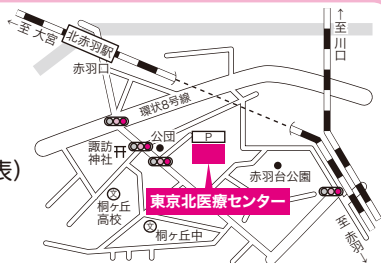 ←至 大宮
北赤羽駅
赤羽口
↑至 川口
環状8号線
公団
P
諏訪
神社
表)
赤羽台公園
東京北医療センター
文
桐ヶ丘
高校
文
桐ヶ丘中
至 赤羽↓